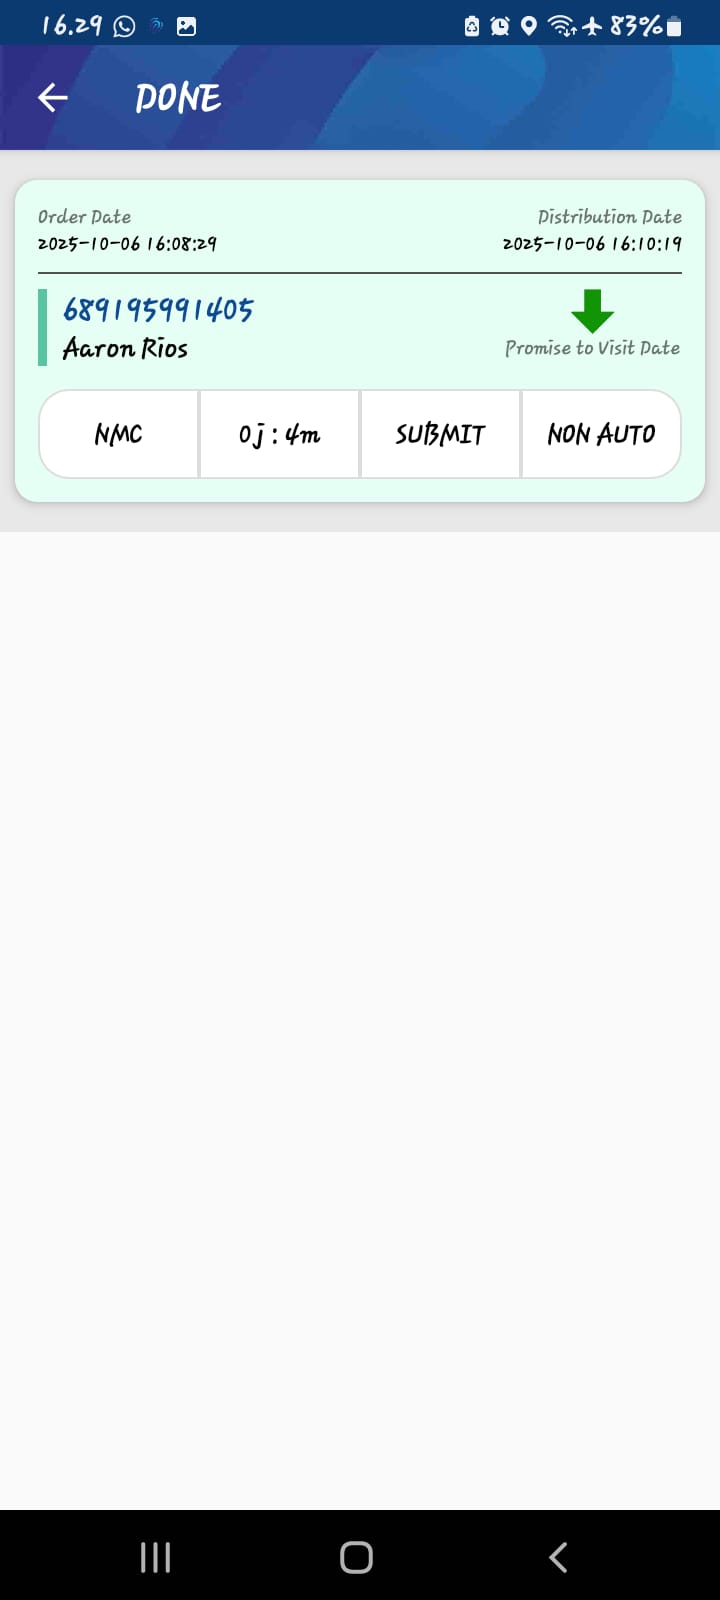 16.29 83%
DONE
Order Date Distribution Date
2025-10-06 16:08:29 2025-10-06 16:10:19
689195991405
Aaron Rios
Promise to Visit Date
NMC 0j : 4m SUBMIT NON AUTO